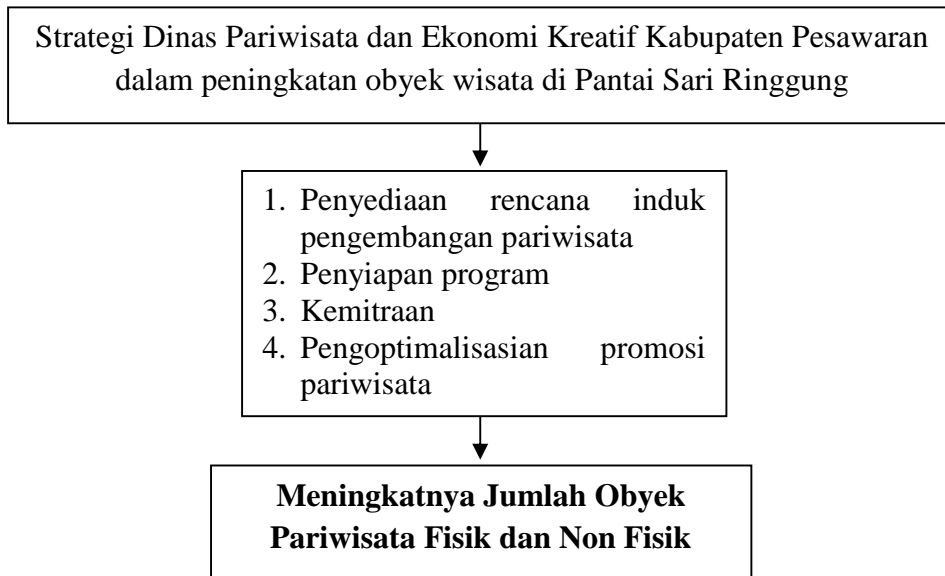 Strategi Dinas Pariwisata dan Ekonomi Kreatif Kabupaten Pesawaran
dalam peningkatan obyek wisata di Pantai Sari Ringgung
1. Penyediaan rencana induk
pengembangan pariwisata
2. Penyiapan program
3. Kemitraan
4. Pengoptimalisasian promosi
pariwisata
Meningkatnya Jumlah Obyek
Pariwisata Fisik dan Non Fisik